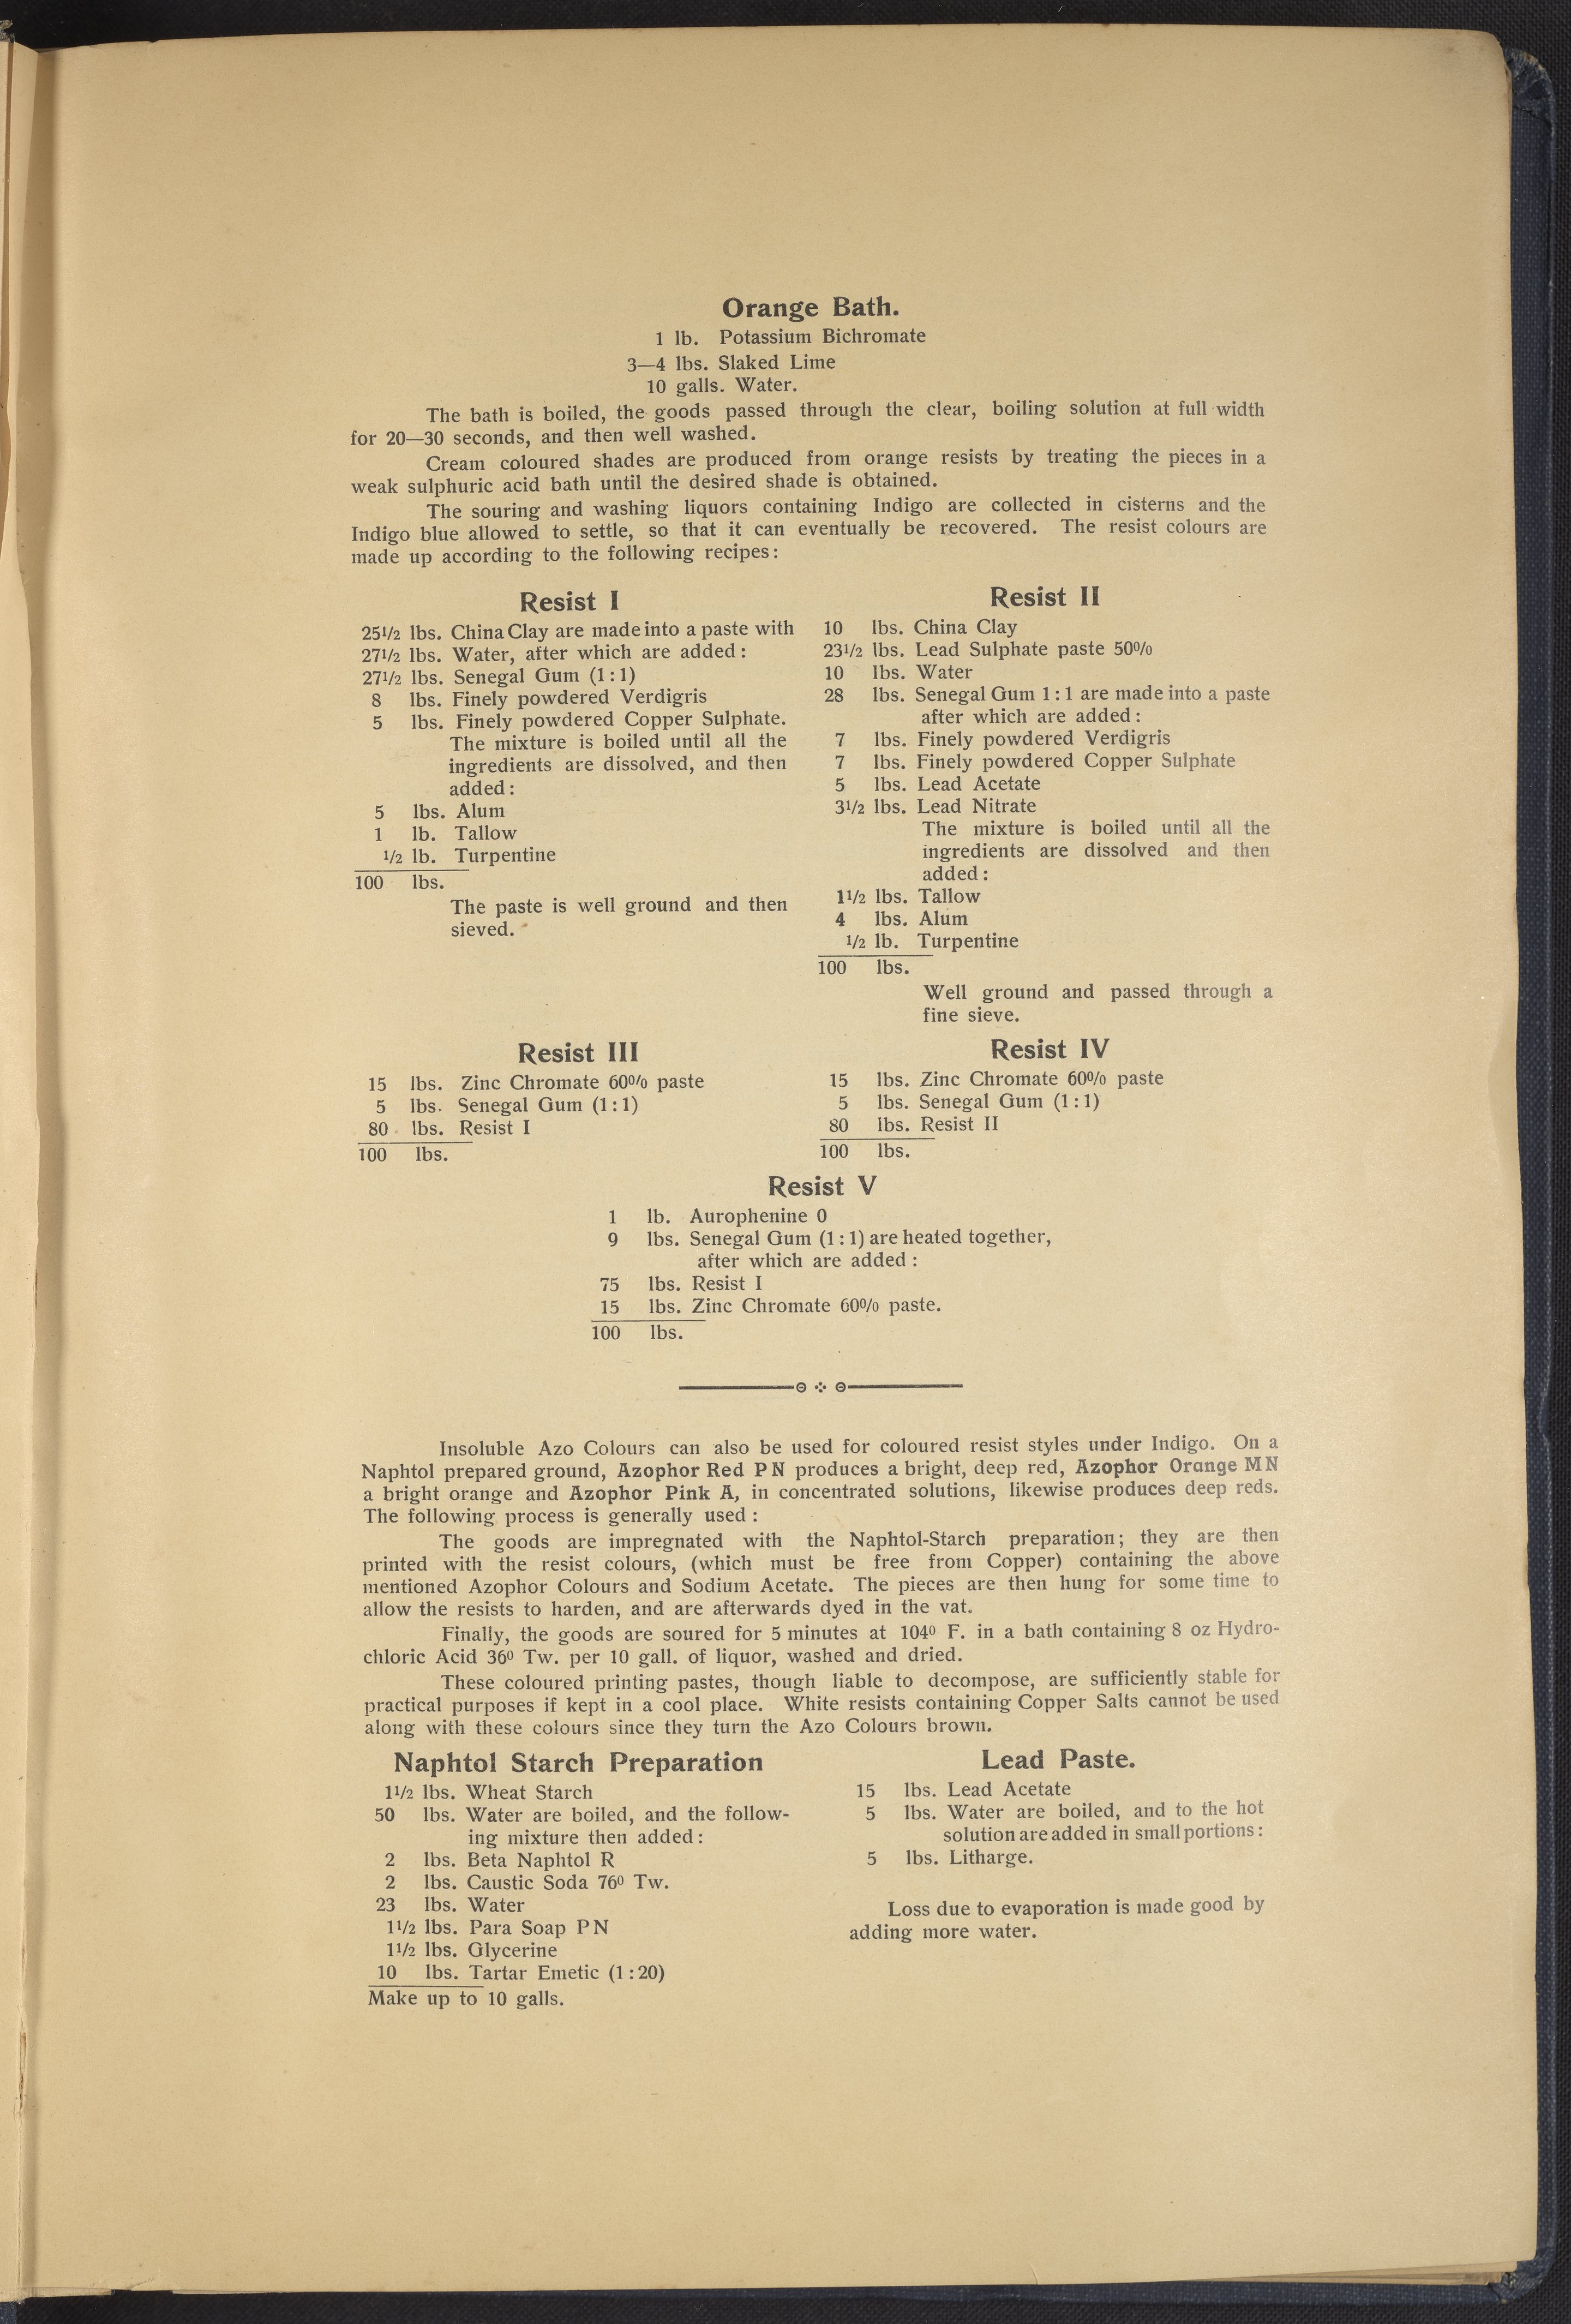 Orange Bath.
1 lb. Potassium Bichromate
3—4 lbs. Slaked Lime
10 galls. Water.
The bath is boiled, the goods passed through the clear, boiling solution at full width
for 20—30 seconds, and then well washed.
Cream coloured shades are produced from orange resists by treating the pieces in a
weak sulphuric acid bath until the desired shade is obtained.
The souring and washing liquors containing Indigo are collected in cisterns and the
Indigo blue allowed to settle, so that it can eventually be recovered. The resist colours are
made up according to the following recipes:
Resist I
25 1/2 lbs. China Clay are made into a paste with
27 1/2 lbs. Water, after which are added:
27 1/2 lbs. Senegal Gum (1:1)
8 lbs. Finely powdered Verdigris
5 lbs. Finely powdered Copper Sulphate.
The mixture is boiled until all the
ingredients are dissolved, and then
added:
5 lbs. Alum
1 lb. Tallow
1/2 lb. Turpentine
100 lbs.
The paste is well ground and then
sieved.
Resist II
10 lbs. China Clay
23 1/2 lbs. Lead Sulphate paste 50%
10 lbs. Water
28 lbs. Senegal Gum 1:1 are made into a paste
after which are added:
7 lbs. Finely powdered Verdigris
7 lbs. Finely powdered Copper Sulphate
5 lbs. Lead Acetate
3 1/2 lbs. Lead Nitrate
The mixture is boiled until all the
ingredients are dissolved and then
added:
1 1/2 lbs. Tallow
4 lbs. Alum
1/2 lb. Turpentine
100 lbs.
Well ground and passed through a
fine sieve.
Resist III
15 lbs. Zinc Chromate 60% paste
5 lbs. Senegal Gum (1:1)
80 lbs. Resist I
100 lbs.
Resist IV
15 lbs. Zinc Chromate 60% paste
5 lbs. Senegal Gum (1:1)
80 lbs. Resist II
100 lbs.
Resist V
1 lb. Aurophenine O
9 lbs. Senegal Gum (1:1) are heated together,
after which are added:
75 lbs. Resist I
15 lbs. Zinc Chromate 60% paste.
100 lbs.
Insoluble Azo Colours can also be used for coloured resist styles under Indigo. On a
Naphtol prepared ground, Azophor Red P N produces a bright, deep red, Azophor Orange M N
a bright orange and Azophor Pink A, in concentrated solutions, likewise produces deep reds.
The following process is generally used:
The goods are impregnated with the Naphtol-Starch preparation; they are then
printed with the resist colours, (which must be free from Copper) containing the above
mentioned Azophor Colours and Sodium Acetate. The pieces are then hung for some time to
allow the resists to harden, and are afterwards dyed in the vat.
Finally, the goods are soured for 5 minutes at 104° F. in a bath containing 8 oz Hydro-
chloric Acid 36° Tw. per 10 gall. of liquor, washed and dried.
These coloured printing pastes, though liable to decompose, are sufficiently stable for
practical purposes if kept in a cool place. White resists containing Copper Salts cannot be used
along with these colours since they turn the Azo Colours brown.
Naphtol Starch Preparation
1 1/2 lbs. Wheat Starch
50 lbs. Water are boiled, and the follow-
ing mixture then added:
2 lbs. Beta Naphtol R
2 lbs. Caustic Soda 76° Tw.
23 lbs. Water
1 1/2 lbs. Para Soap P N
1 1/2 lbs. Glycerine
10 lbs. Tartar Emetic (1:20)
Make up to 10 galls.
Lead Paste.
15 lbs. Lead Acetate
5 lbs. Water are boiled, and to the hot
solution are added in small portions:
5 lbs. Litharge.
Loss due to evaporation is made good by
adding more water.